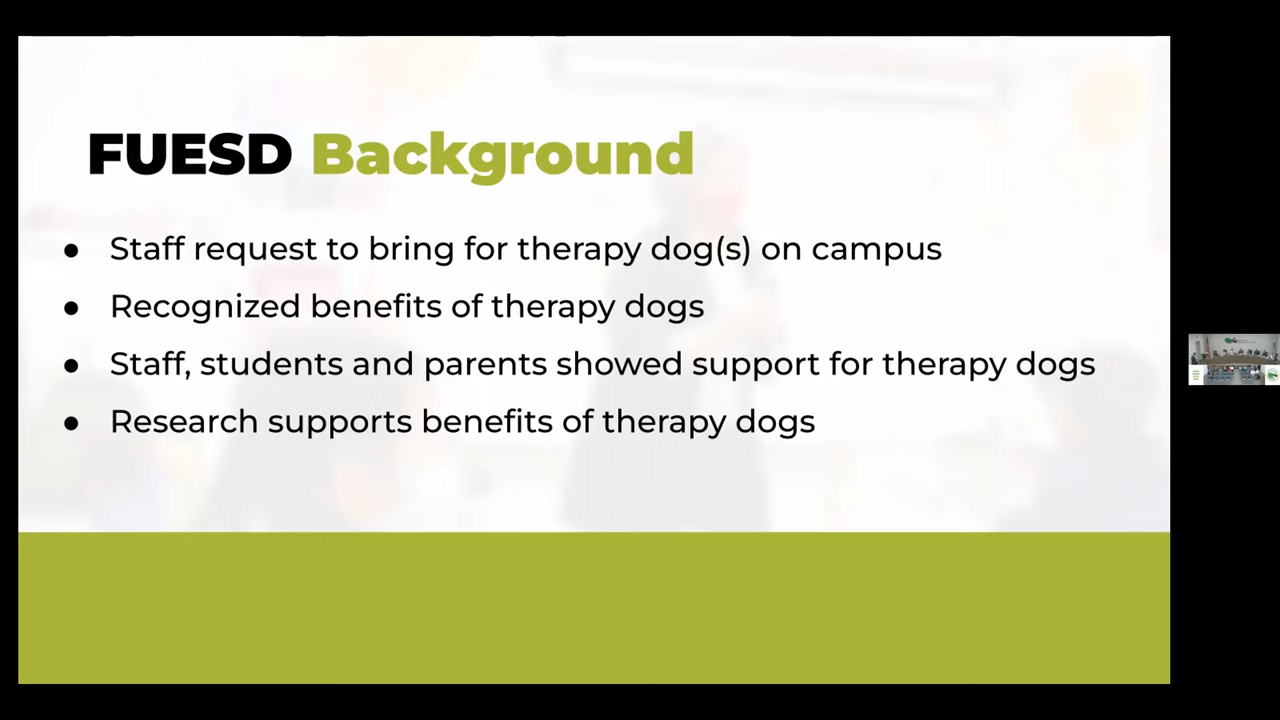 FUESD Background
● Staff request to bring for therapy dog(s) on campus
● Recognized benefits of therapy dogs
● Staff, students and parents showed support for therapy dogs
● Research supports benefits of therapy dogs